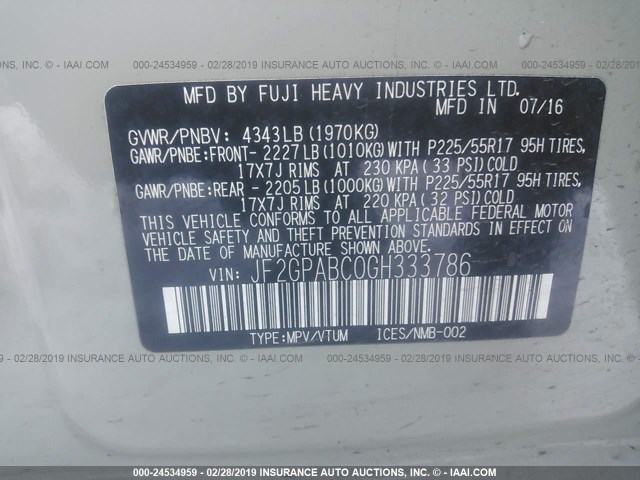 000-24534959 - 02/28/2019 INSURANCE AUTO AUCTIONS, INC. - © IAAI.COM
MFD BY FUJI HEAVY INDUSTRIES LTD.
MFD IN 07/16
GVWR/PNBV: 4343LB(1970KG)
GAWR/PNBE:FRONT- 2227LB(1010KG)WITH P225/55R17 95H TIRES,
17X7J RIMS AT 230 KPA( 33 PSI)COLD
GAWR/PNBE:REAR - 2205LB(1000KG)WITH P225/55R17 95H TIRES,
17X7J RIMS AT 220 KPA( 32 PSI)COLD
THIS VEHICLE CONFORMS TO ALL APPLICABLE FEDERAL MOTOR
VEHICLE SAFETY AND THEFT PREVENTION STANDARDS IN EFFECT ON
THE DATE OF MANUFACTURE SHOWN ABOVE.
VIN: JF2GPABC0GH333786
TYPE:MPV/VTUM ICES/NMB-002
000-24534959 - 02/28/2019 INSURANCE AUTO AUCTIONS, INC. - © IAAI.COM
000-24534959 - 02/28/2019 INSURANCE AUTO AUCTIONS, INC. - © IAAI.COM